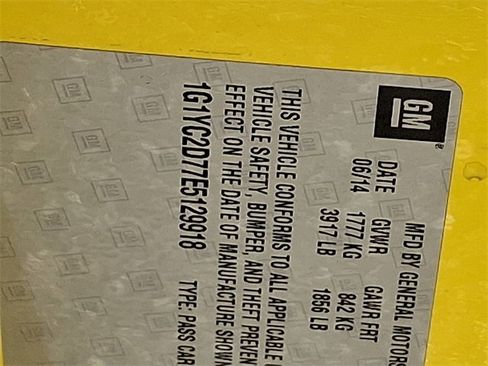 GM
MFD BY GENERAL MOTORS
DATE GVWR GAWR FRT
06/14 1777 KG 842 KG
3917 LB 1856 LB
THIS VEHICLE CONFORMS TO ALL APPLICABLE
VEHICLE SAFETY, BUMPER, AND THEFT PREVEN
EFFECT ON THE DATE OF MANUFACTURE SHOWN
1G1YC2D77E5129918 TYPE: PASS CAR